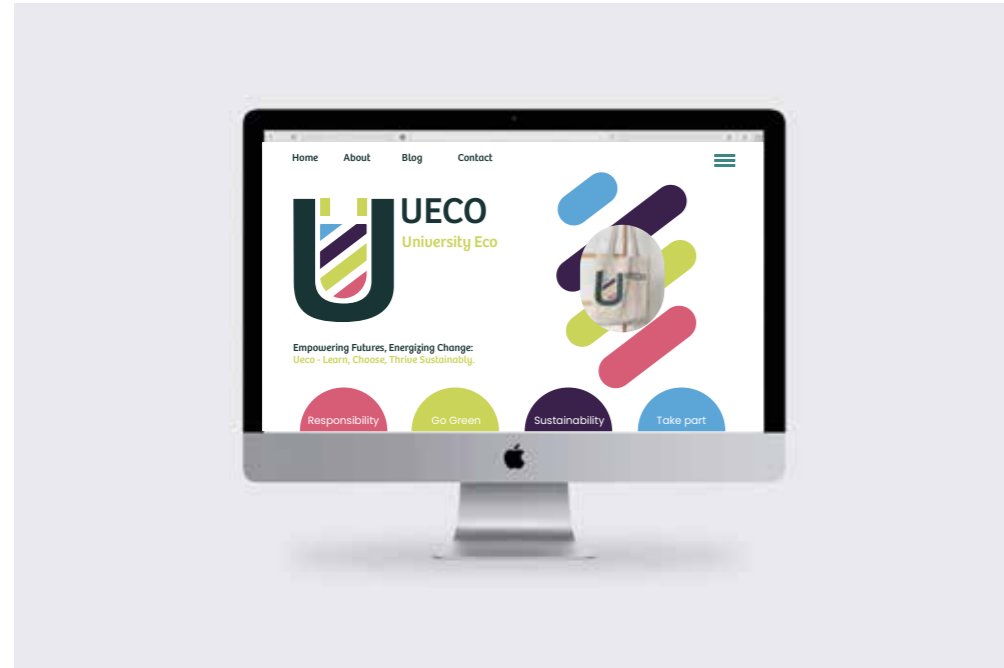 Home About Blog Contact
UECO
University Eco
Empowering Futures, Energizing Change:
Ueco - Learn, Choose, Thrive Sustainably.
Responsibility Go Green Sustainability Take part